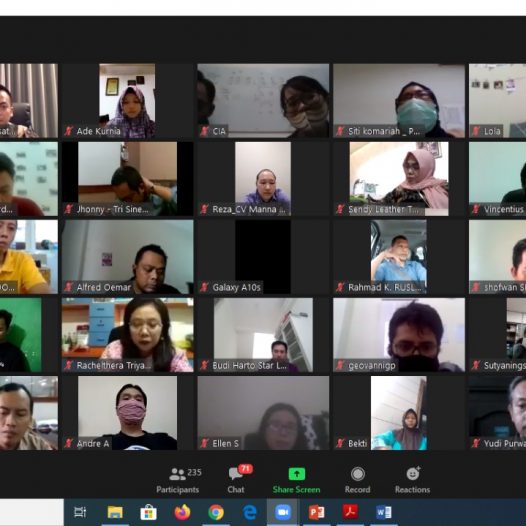 Ade Kurnia
CIA
Siti komariah _ P...
Lola
Jhonny - Tri Sine...
Reza_CV Manna ...
Sendy Leather T...
Vincentius
Alfred Oemar
Galaxy A10s
Rahmad K. RUSL...
shofwan S
Rachelthera Triya...
Budi Harto Star L...
geovannigp
Sutyanings
Andre A
Ellen S
Bekti
Yudi Purwa
235
71
Participants
Chat
Share Screen
Record
Reactions